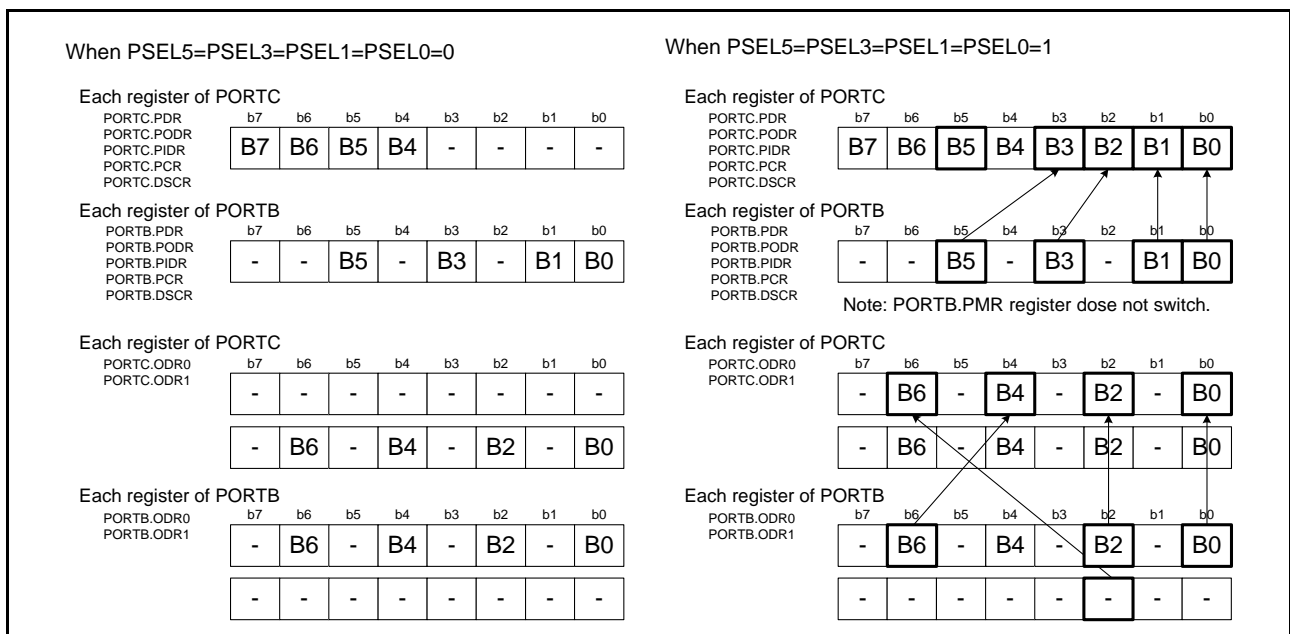 When PSEL5=PSEL3=PSEL1=PSEL0=0
Each register of PORTC
PORTC.PDR
PORTC.PODR
PORTC.PIDR
PORTC.PCR
PORTC.DSCR
b7 b6 b5 b4 b3 b2 b1 b0
B7 B6 B5 B4 - - - -
Each register of PORTB
PORTB.PDR
PORTB.PODR
PORTB.PIDR
PORTB.PCR
PORTB.DSCR
b7 b6 b5 b4 b3 b2 b1 b0
- - B5 - B3 - B1 B0
Each register of PORTC
PORTC.ODR0
PORTC.ODR1
b7 b6 b5 b4 b3 b2 b1 b0
- - - - - - - -
- B6 - B4 - B2 - B0
Each register of PORTB
PORTB.ODR0
PORTB.ODR1
b7 b6 b5 b4 b3 b2 b1 b0
- B6 - B4 - B2 - B0
- - - - - - - -
When PSEL5=PSEL3=PSEL1=PSEL0=1
Each register of PORTC
PORTC.PDR
PORTC.PODR
PORTC.PIDR
PORTC.PCR
PORTC.DSCR
b7 b6 b5 b4 b3 b2 b1 b0
B7 B6 B5 B4 B3 B2 B1 B0
Each register of PORTB
PORTB.PDR
PORTB.PODR
PORTB.PIDR
PORTB.PCR
PORTB.DSCR
b7 b6 b5 b4 b3 b2 b1 b0
- - B5 - B3 - B1 B0
Note: PORTB.PMR register dose not switch.
Each register of PORTC
PORTC.ODR0
PORTC.ODR1
b7 b6 b5 b4 b3 b2 b1 b0
- B6 - B4 - B2 - B0
- B6 - B4 - B2 - B0
Each register of PORTB
PORTB.ODR0
PORTB.ODR1
b7 b6 b5 b4 b3 b2 b1 b0
- B6 - B4 - B2 - B0
- - - - - - - -